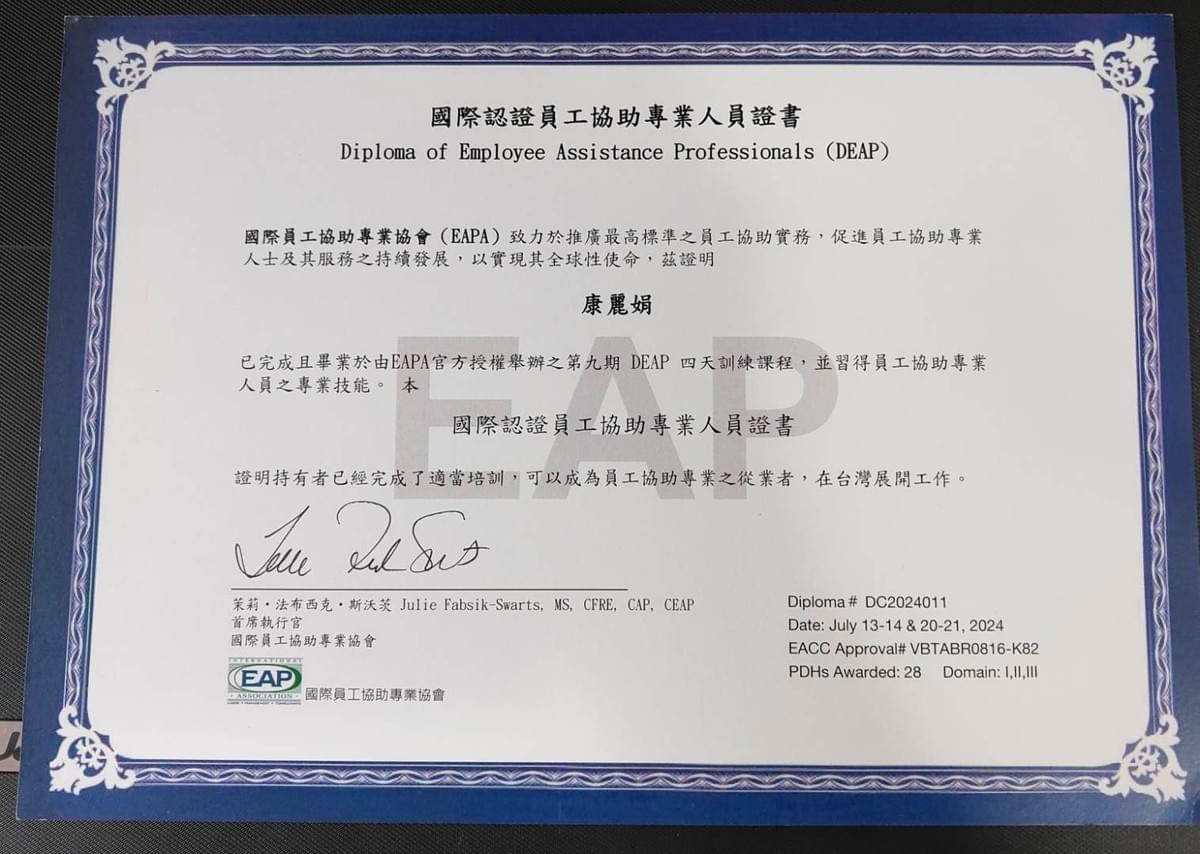 國際認證員工協助專業人員證書
Diploma of Employee Assistance Professionals (DEAP)
國際員工協助專業協會(EAPA)致力於推廣最高標準之員工協助實務,促進員工協助專業
人士及其服務之持續發展,以實現其全球性使命,茲證明
康麗娟
已完成且畢業於由EAPA官方授權舉辦之第九期 DEAP 四天訓練課程,並習得員工協助專業
人員之專業技能。 本
EAP
國際認證員工協助專業人員證書
證明持有者已經完成了適當培訓,可以成為員工協助專業之從業者,在台灣展開工作。
茉莉・法布西克・斯沃茨 Julie Fabsik-Swarts, MS, CFRE, CAP, CEAP
首席執行官
國際員工協助專業協會
INTERNATIONAL
EAP
ASSOCIATION
LABOR • MANAGEMENT • CONSULTANTS
國際員工協助專業協會
Diploma# DC2024011
Date: July 13-14 & 20-21, 2024
EACC Approval# VBTABR0816-K82
PDHs Awarded: 28 Domain: I,II,III